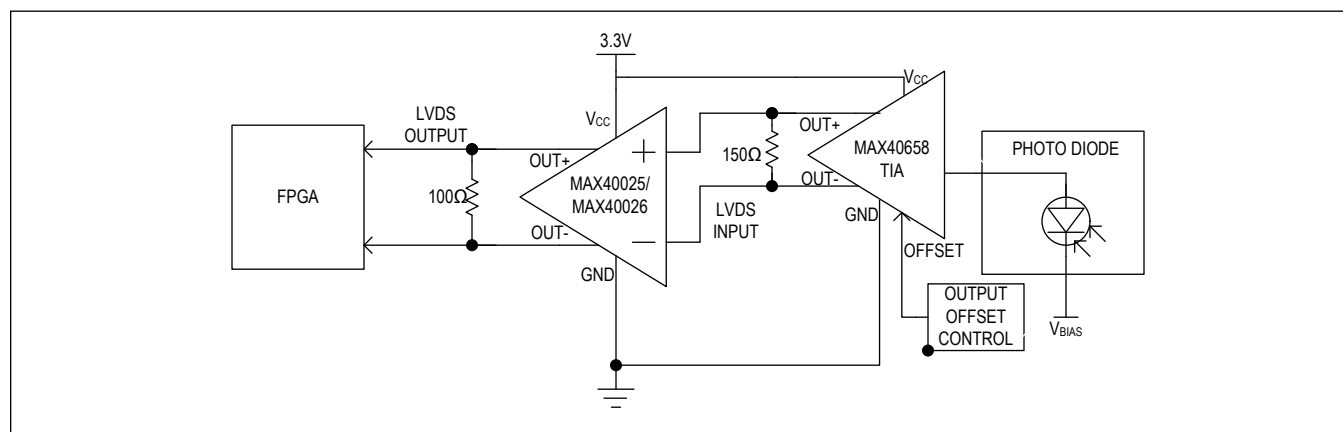 3.3V
VCC
LVDS
OUTPUT
VCC
OUT+
OUT+
150Ω
MAX40658
TIA
PHOTO DIODE
FPGA
100Ω
MAX40025/
MAX40026
OUT-
OUT-
LVDS
INPUT
GND
OFFSET
GND
OUTPUT
OFFSET
CONTROL
VBIAS
+
−